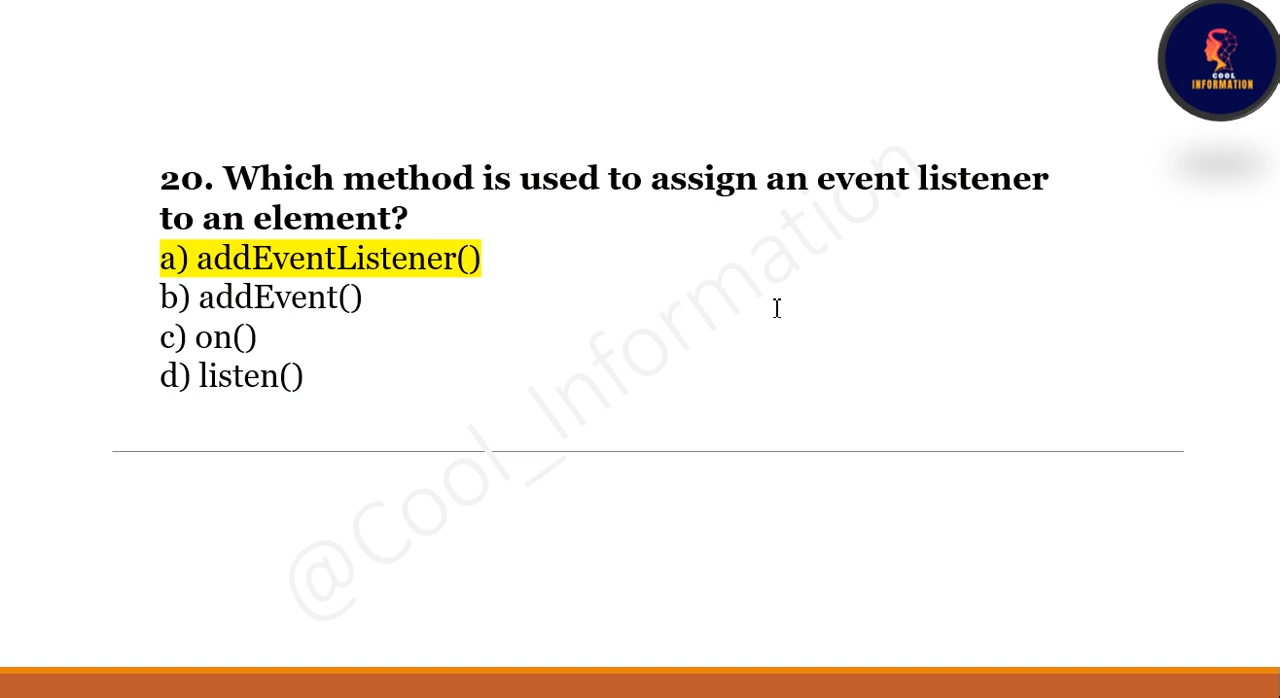 COOL
INFORMATION
20. Which method is used to assign an event listener
to an element?
a) addEventListener()
b) addEvent()
c) on()
d) listen()
@Cool_Information